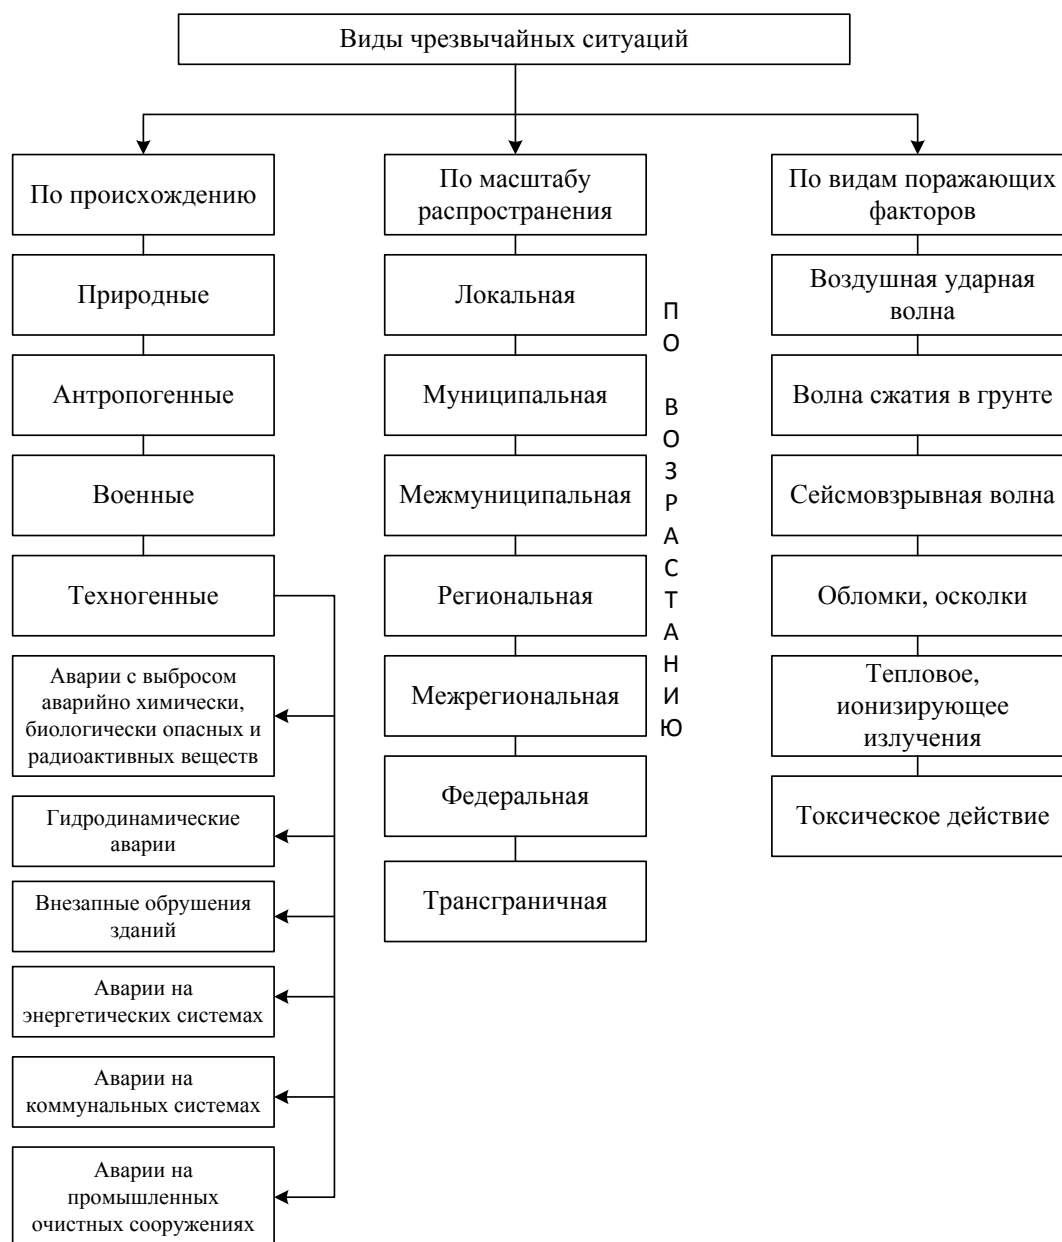 Виды чрезвычайных ситуаций
По происхождению
Природные
Антропогенные
Военные
Техногенные
Аварии с выбросом
аварийно химически,
биологически опасных и
радиоактивных веществ
Гидродинамические
аварии
Внезапные обрушения
зданий
Аварии на
энергетических системах
Аварии на
коммунальных системах
Аварии на
промышленных
очистных сооружениях
По масштабу
распространения
Локальная
Муниципальная
Межмуниципальная
Региональная
Межрегиональная
Федеральная
Трансграничная
ПО ВОЗРАСТАНИЮ
По видам поражающих
факторов
Воздушная ударная
волна
Волна сжатия в грунте
Сейсмовзрывная волна
Обломки, осколки
Тепловое,
ионизирующее
излучения
Токсическое действие